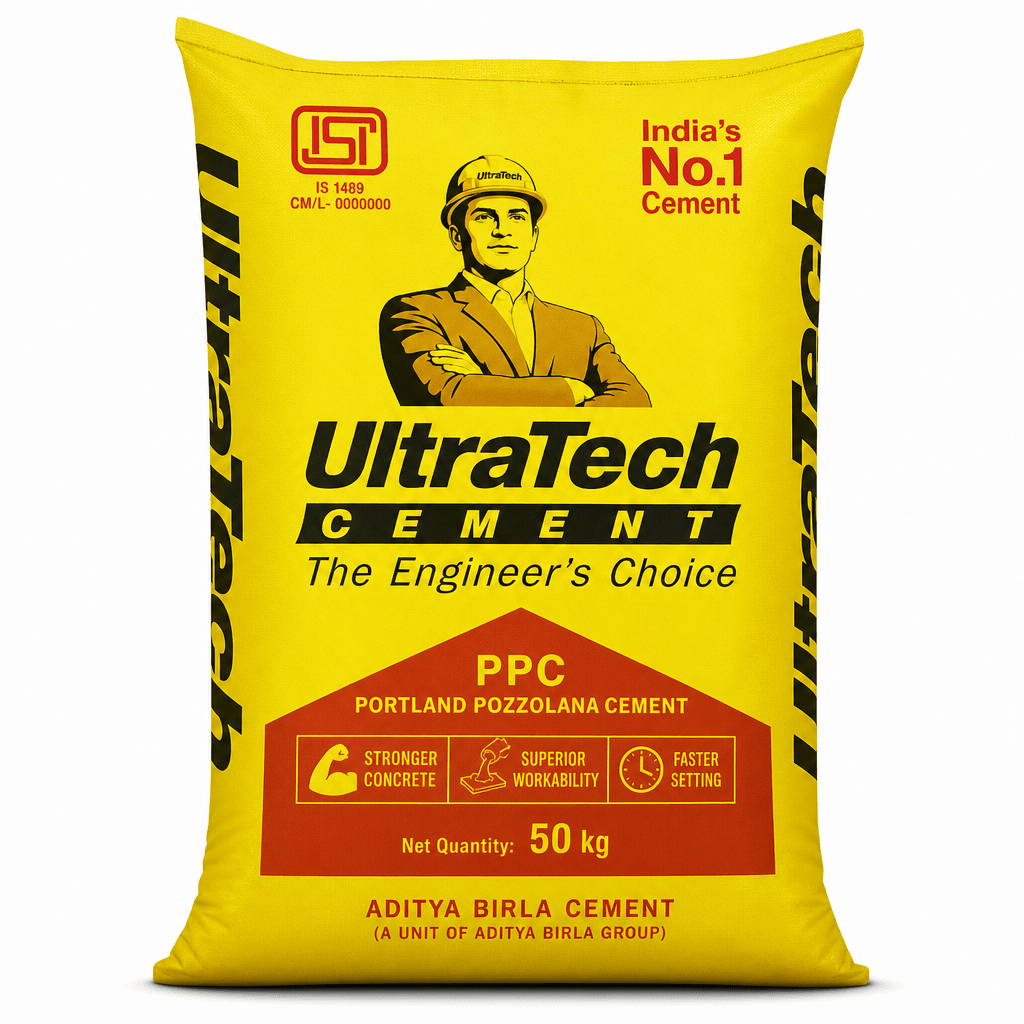 ISI
IS 1489
CM/L- 0000000
UltraTech
India's
No.1
Cement
UltraTech
UltraTech
UltraTech
CEMENT
The Engineer's Choice
PPC
PORTLAND POZZOLANA CEMENT
STRONGER
CONCRETE
SUPERIOR
WORKABILITY
FASTER
SETTING
Net Quantity: 50 kg
ADITYA BIRLA CEMENT
(A UNIT OF ADITYA BIRLA GROUP)